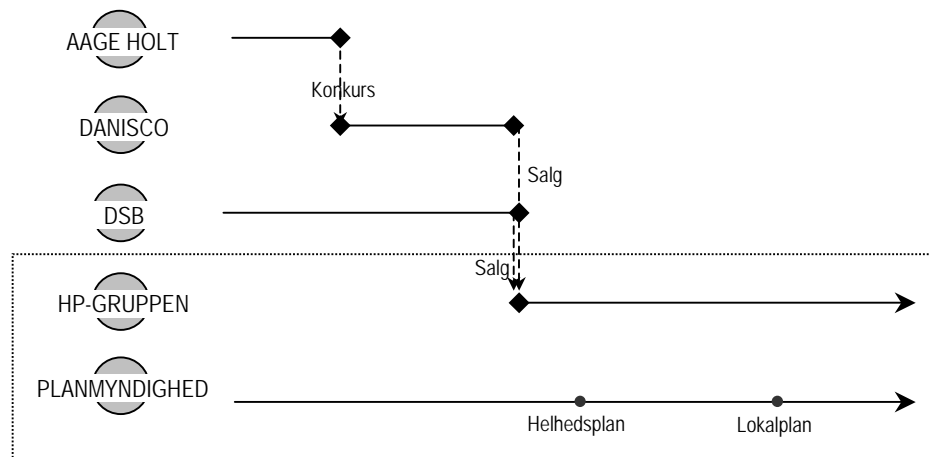 AAGE HOLT
Konkurs
DANISCO
Salg
DSB
Salg
HP-GRUPPEN
PLANMYNDIGHED
Helhedsplan
Lokalplan